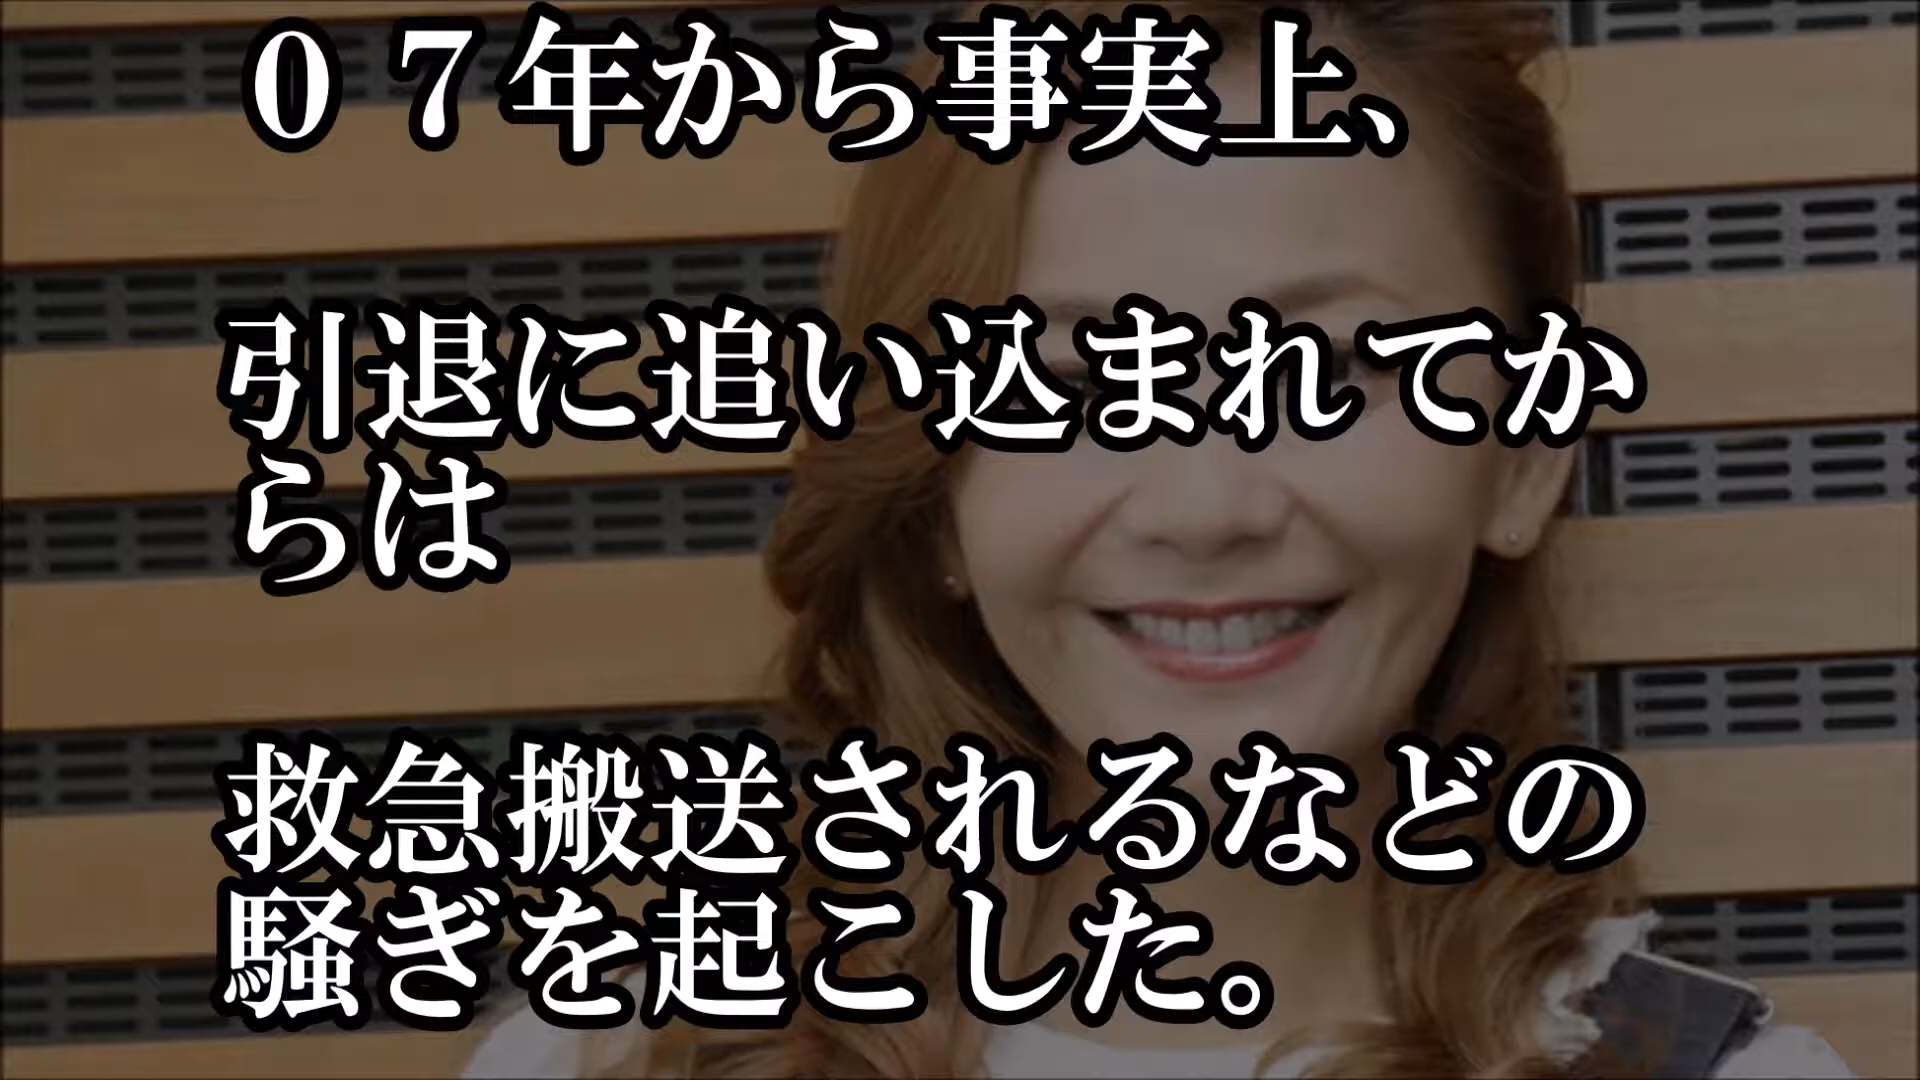 ０７年から事実上、
引退に追い込まれてか
らは
救急搬送されるなどの
騒ぎを起こした。